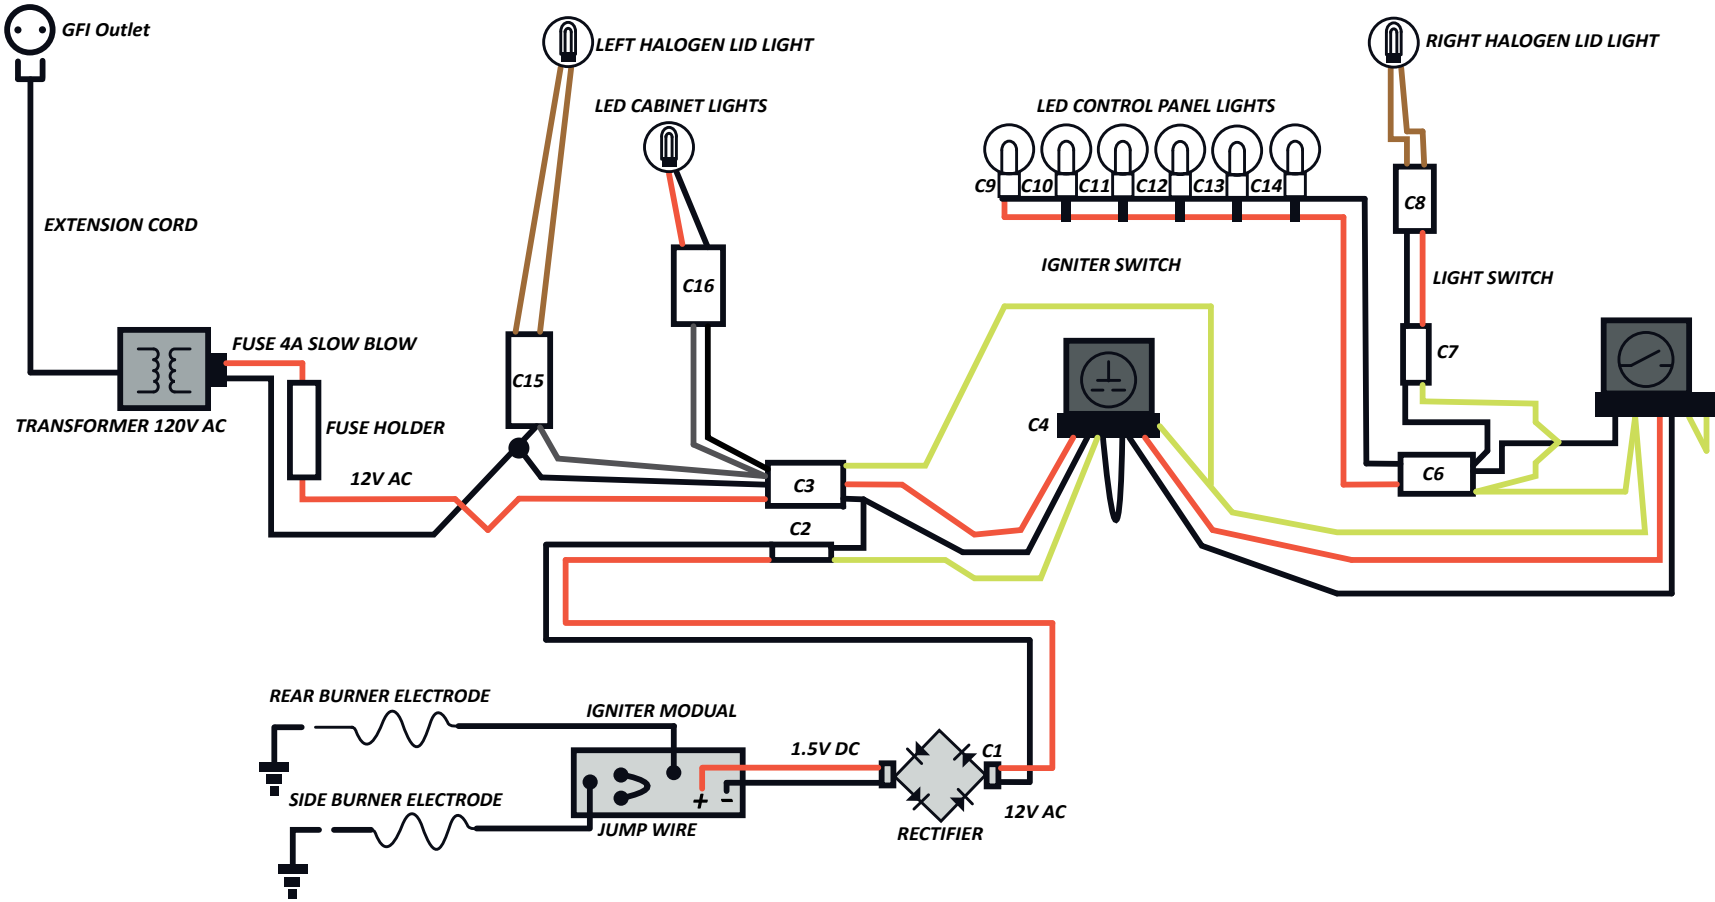 GFI Outlet
LEFT HALOGEN LID LIGHT
RIGHT HALOGEN LID LIGHT
LED CABINET LIGHTS
LED CONTROL PANEL LIGHTS
C9 C10 C11 C12 C13 C14
C8
EXTENSION CORD
IGNITER SWITCH
LIGHT SWITCH
C16
FUSE 4A SLOW BLOW
C7
C15
TRANSFORMER 120V AC
FUSE HOLDER
C4
12V AC
C3
C6
C2
REAR BURNER ELECTRODE
IGNITER MODUAL
1.5V DC
C1
SIDE BURNER ELECTRODE
+ -
12V AC
JUMP WIRE
RECTIFIER